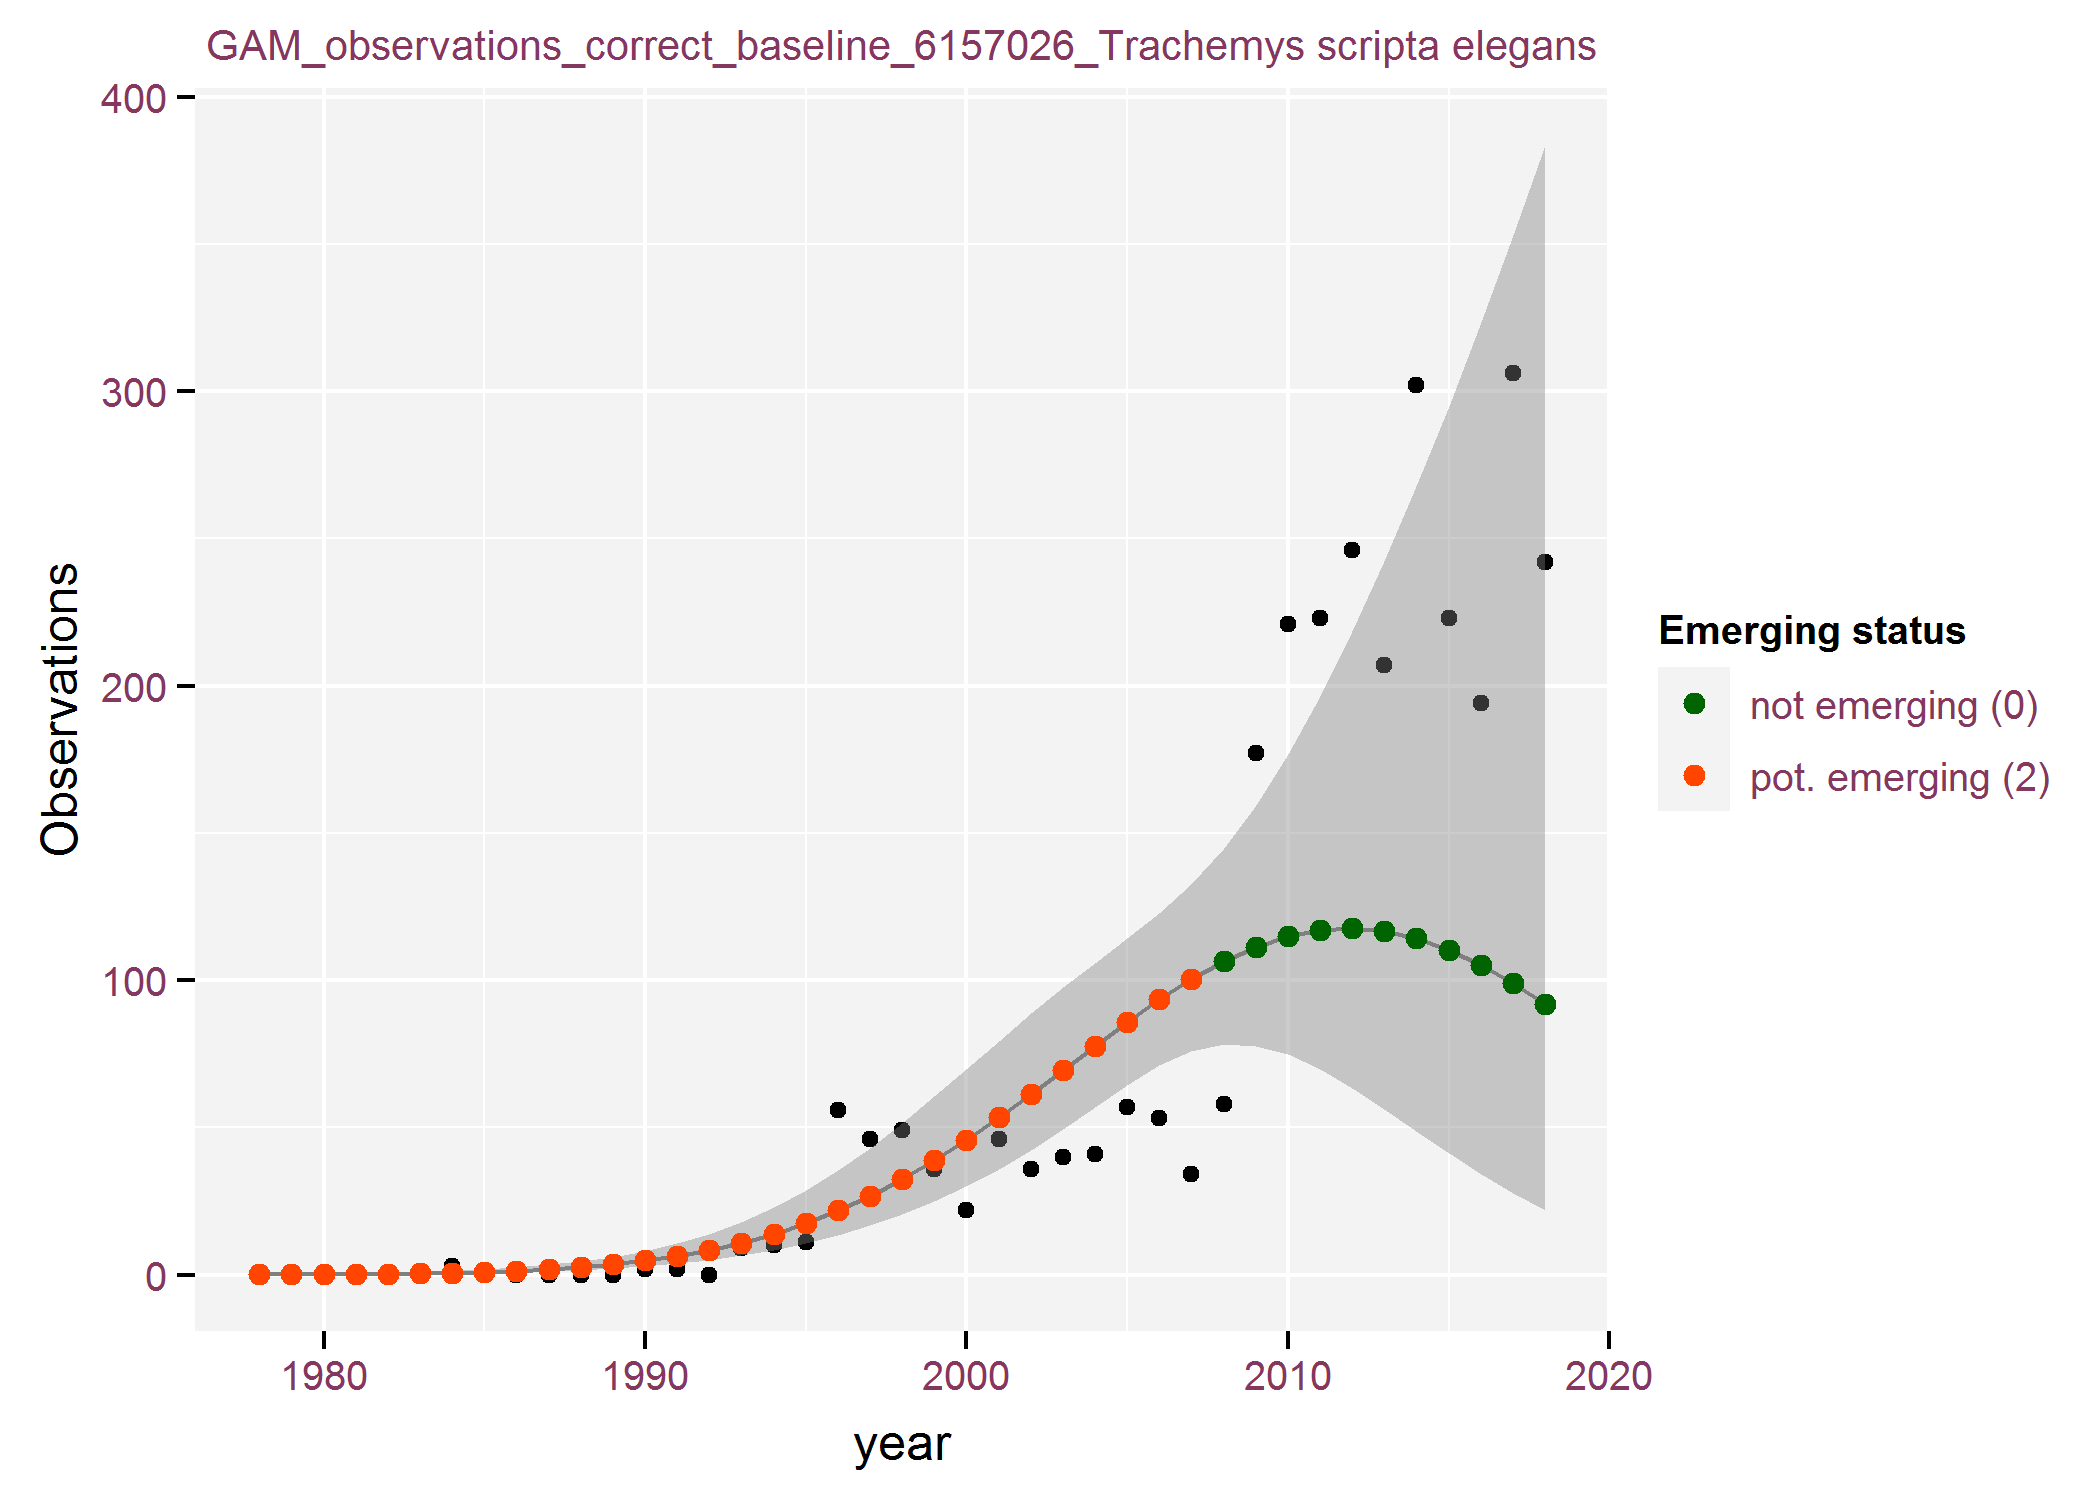 GAM_observations_correct_baseline_6157026_Trachemys scripta elegans
400
300
200
100
0
Observations
1980
1990
2000
2010
2020
year
Emerging status
not emerging (0)
pot. emerging (2)